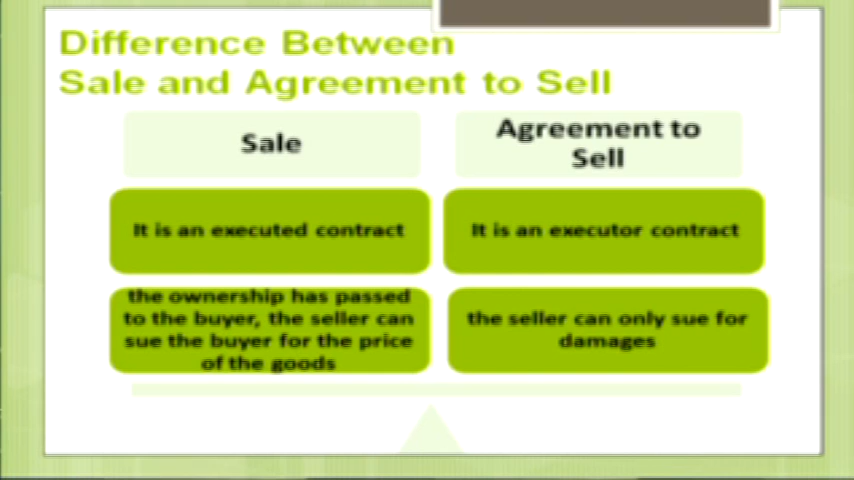 Difference Between
Sale and Agreement to Sell
Sale
Agreement to
Sell
It is an executed contract
It is an executor contract
the ownership has passed
to the buyer, the seller can
sue the buyer for the price
of the goods
the seller can only sue for
damages